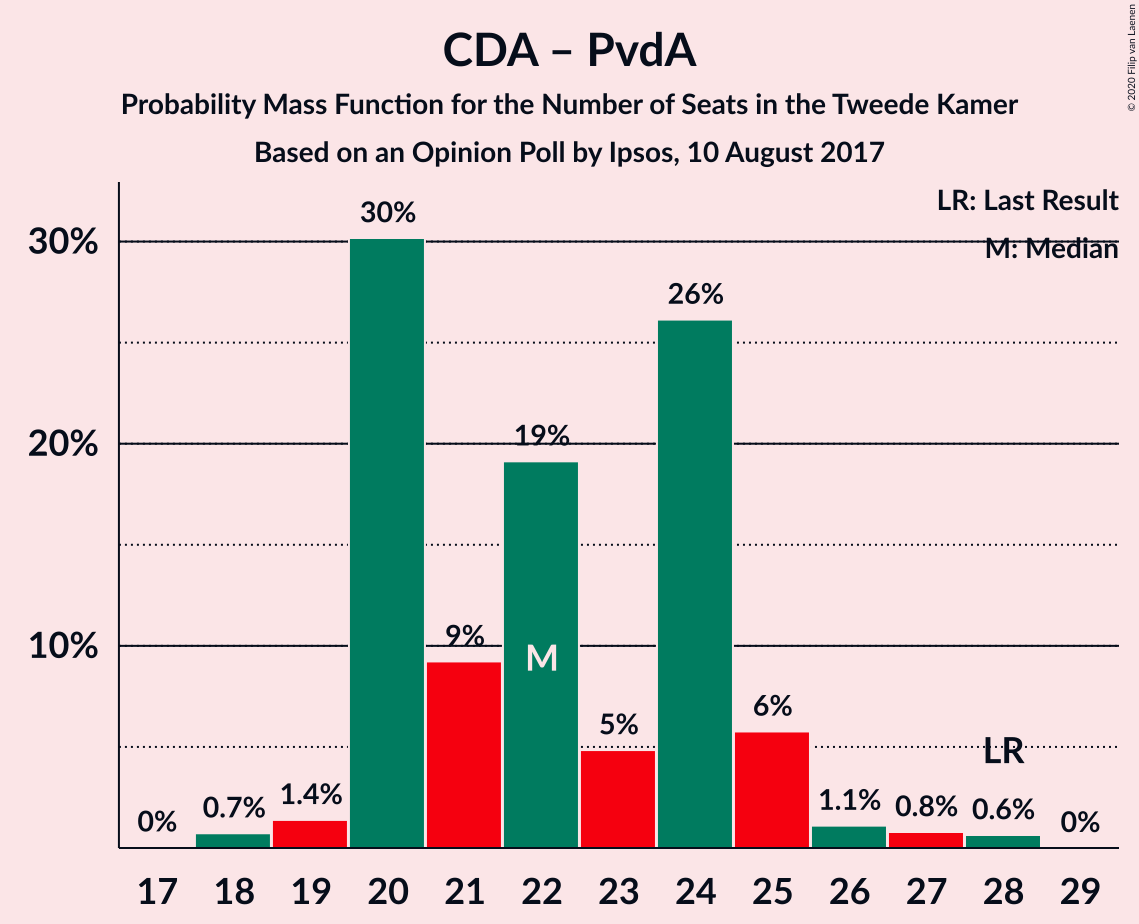 CDA – PvdA
Probability Mass Function for the Number of Seats in the Tweede Kamer
Based on an Opinion Poll by Ipsos, 10 August 2017
© 2020 Filip van Laenen
LR: Last Result
M: Median
30%
20%
10%
0%
0.7%
1.4%
30%
9%
19%
5%
26%
6%
1.1%
0.8%
0.6%
0%
M
LR
17 18 19 20 21 22 23 24 25 26 27 28 29